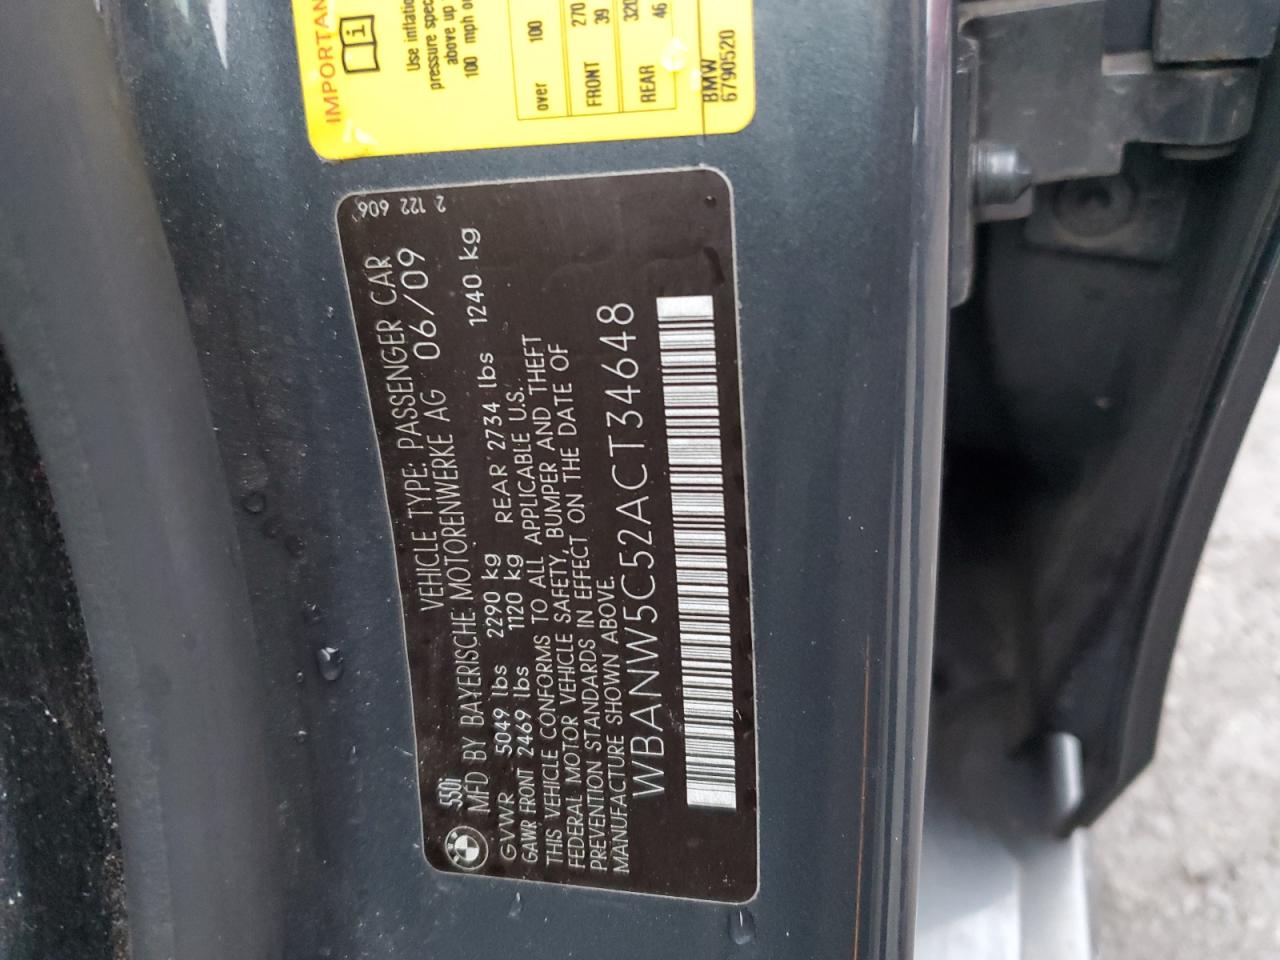 IMPORTAN
Use inflatio
pressure spec
above up
100 mph o
over 100
FRONT 270
39
REAR 320
46
BMW
6790520
2 122 606
VEHICLE TYPE: PASSENGER CAR
550i
MFD BY BAYERISCHE MOTORENWERKE AG 06/09
GVWR 5049 lbs 2290 kg
GAWR FRONT 2469 lbs 1120 kg REAR 2734 lbs 1240 kg
THIS VEHICLE CONFORMS TO ALL APPLICABLE U.S.
FEDERAL MOTOR VEHICLE SAFETY, BUMPER AND THEFT
PREVENTION STANDARDS IN EFFECT ON THE DATE OF
MANUFACTURE SHOWN ABOVE.
WBANW5C52ACT34648